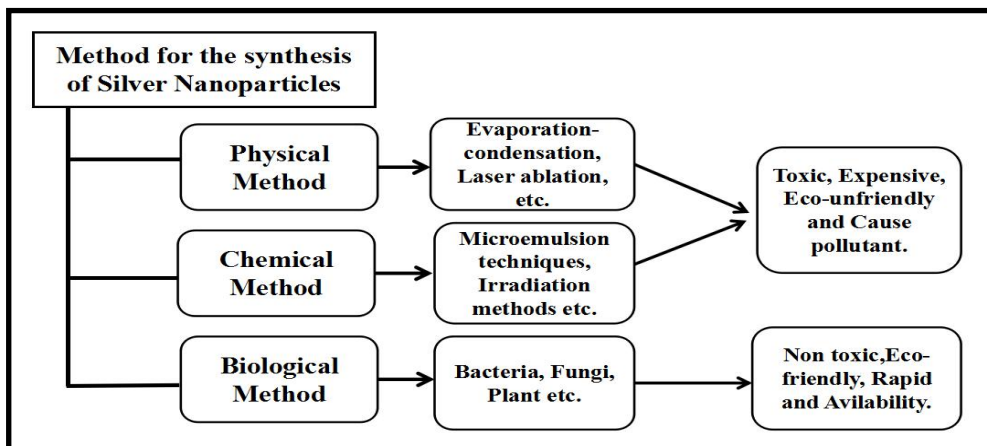 Method for the synthesis
of Silver Nanoparticles
Physical
Method
Evaporation-
condensation,
Laser ablation,
etc.
Toxic, Expensive,
Eco-unfriendly
and Cause
pollutant.
Chemical
Method
Microemulsion
techniques,
Irradiation
methods etc.
Biological
Method
Bacteria, Fungi,
Plant etc.
Non toxic,Eco-
friendly, Rapid
and Avilability.